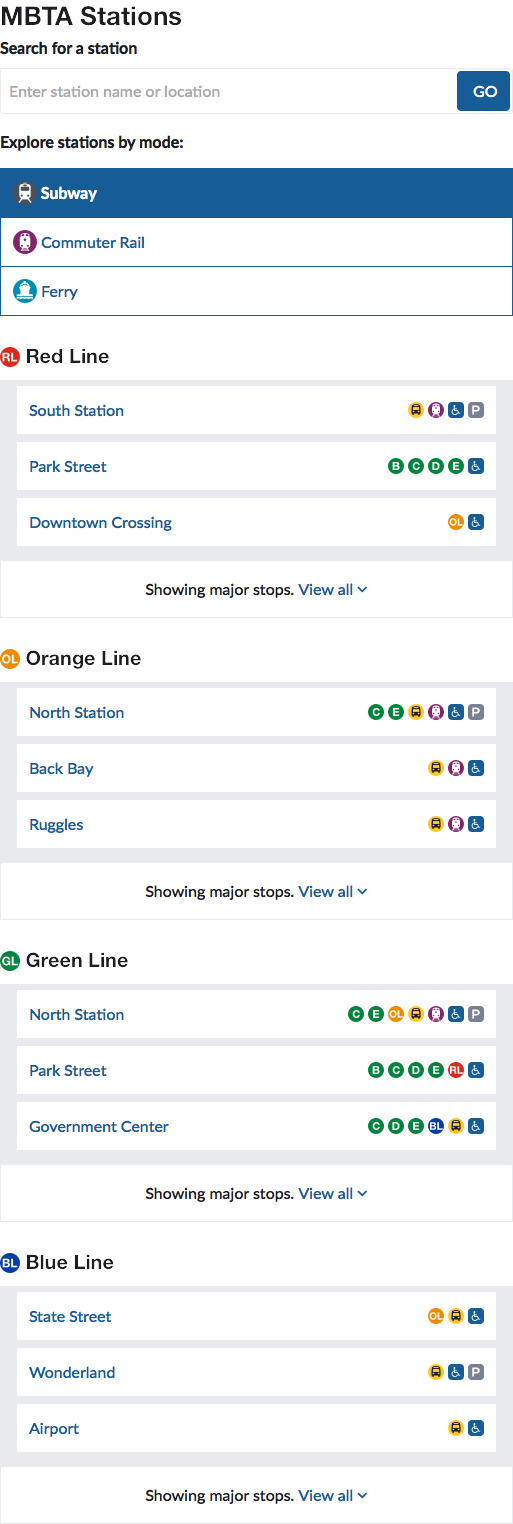 MBTA Stations
Search for a station
Enter station name or location GO
Explore stations by mode:
Subway
Commuter Rail
Ferry
RL Red Line
South Station P
Park Street B C D E
Downtown Crossing OL
Showing major stops. View all
OL Orange Line
North Station C E P
Back Bay
Ruggles
Showing major stops. View all
GL Green Line
North Station C E OL P
Park Street B C D E RL
Government Center C D E BL
Showing major stops. View all
BL Blue Line
State Street OL
Wonderland P
Airport
Showing major stops. View all